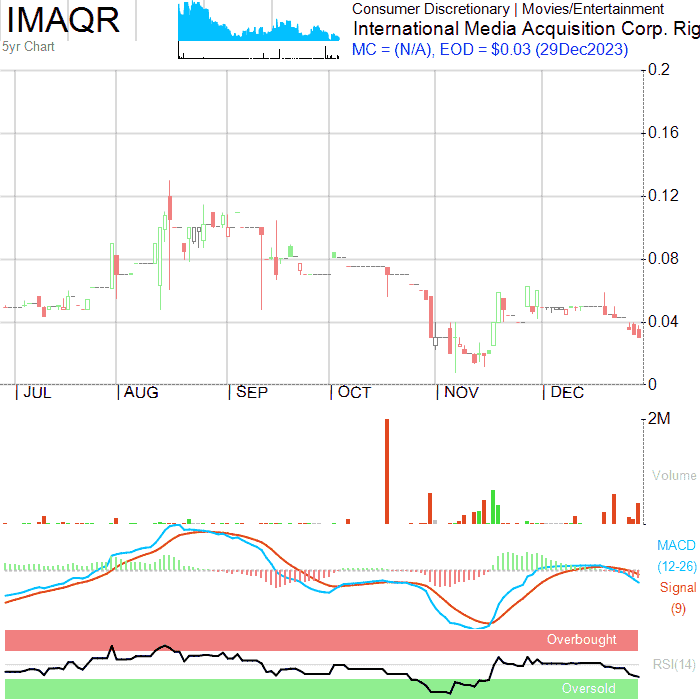 IMAQR
5yr Chart
Consumer Discretionary | Movies/Entertainment
International Media Acquisition Corp. Rig
MC = (N/A), EOD = $0.03 (29Dec2023)
0.2
0.16
0.12
0.08
0.04
0
JUL AUG SEP OCT NOV DEC
2M
Volume
MACD
(12-26)
Signal
(9)
Overbought
RSI(14)
Oversold